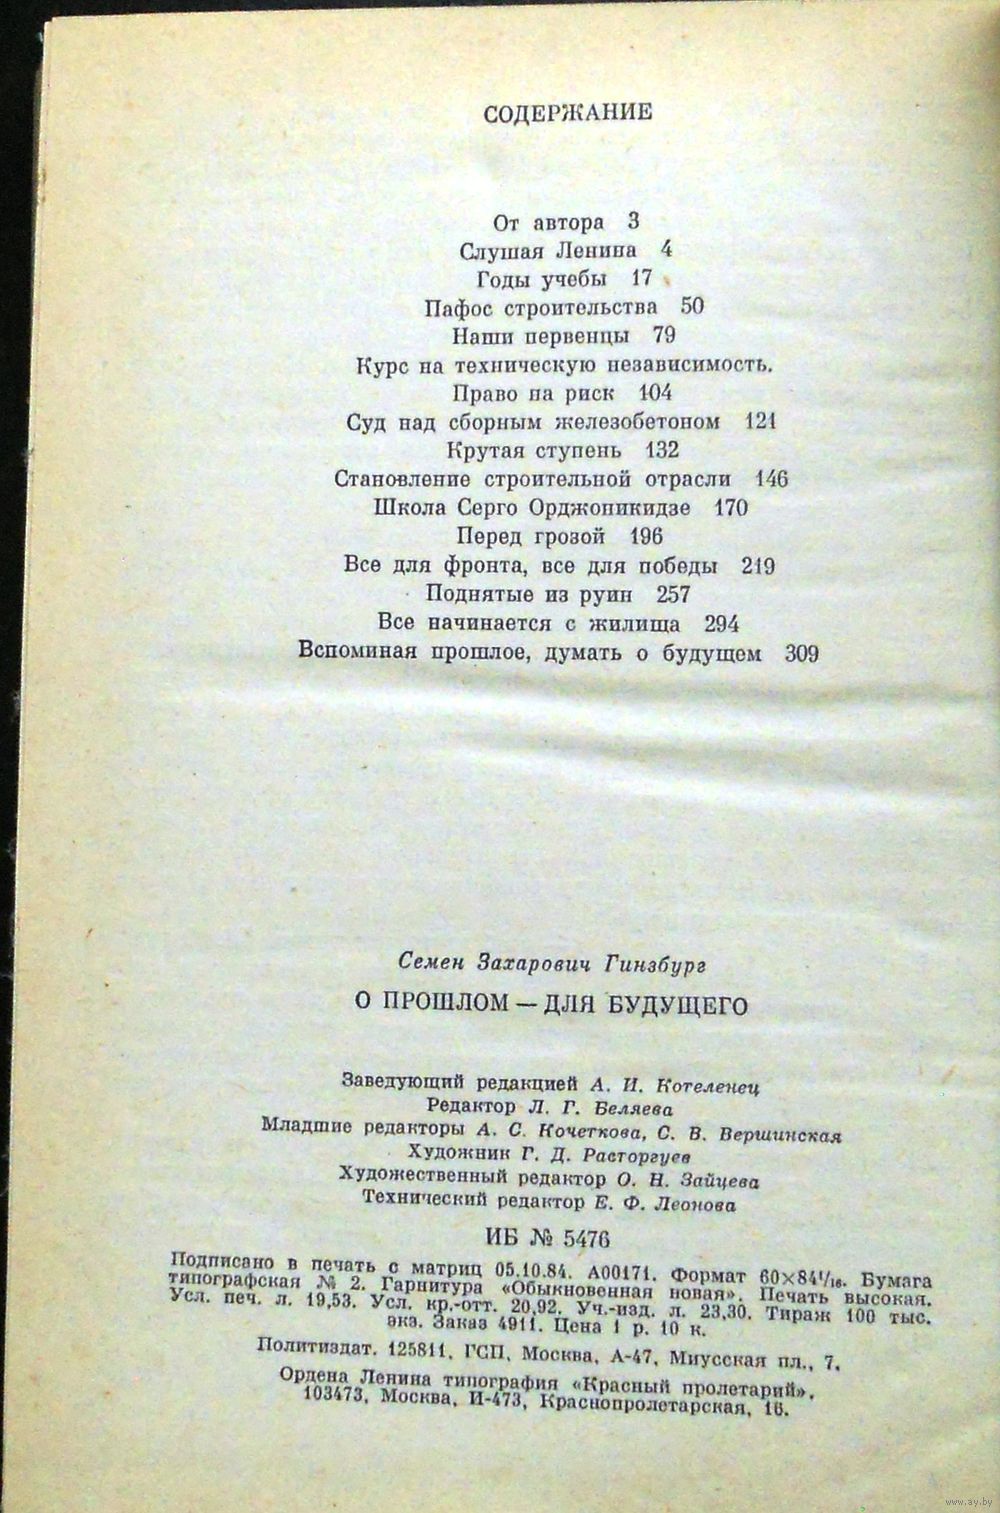 СОДЕРЖАНИЕ
От автора 3
Слушая Ленина 4
Годы учебы 17
Пафос строительства 50
Наши первенцы 79
Курс на техническую независимость.
Право на риск 104
Суд над сборным железобетоном 121
Крутая ступень 132
Становление строительной отрасли 146
Школа Серго Орджоникидзе 170
Перед грозой 196
Все для фронта, все для победы 219
Поднятые из руин 257
Все начинается с жилища 294
Вспоминая прошлое, думать о будущем 309
Семен Захарович Гинзбург
О ПРОШЛОМ — ДЛЯ БУДУЩЕГО
Заведующий редакцией А. И. Котеленец
Редактор Л. Г. Беляева
Младшие редакторы А. С. Кочеткова, С. В. Вершинская
Художник Г. Д. Расторгуев
Художественный редактор О. Н. Зайцева
Технический редактор Е. Ф. Леонова
ИБ № 5476
Подписано в печать с матриц 05.10.84. А00171. Формат 60×84¹/₁₆. Бумага
типографская № 2. Гарнитура «Обыкновенная новая». Печать высокая.
Усл. печ. л. 19,53. Усл. кр.-отт. 20,92. Уч.-изд. л. 23,30. Тираж 100 тыс.
экз. Заказ 4911. Цена 1 р. 10 к.
Политиздат. 125811, ГСП, Москва, А-47, Миусская пл., 7.
Ордена Ленина типография «Красный пролетарий».
103473, Москва, И-473, Краснопролетарская, 16.
www.ay.by